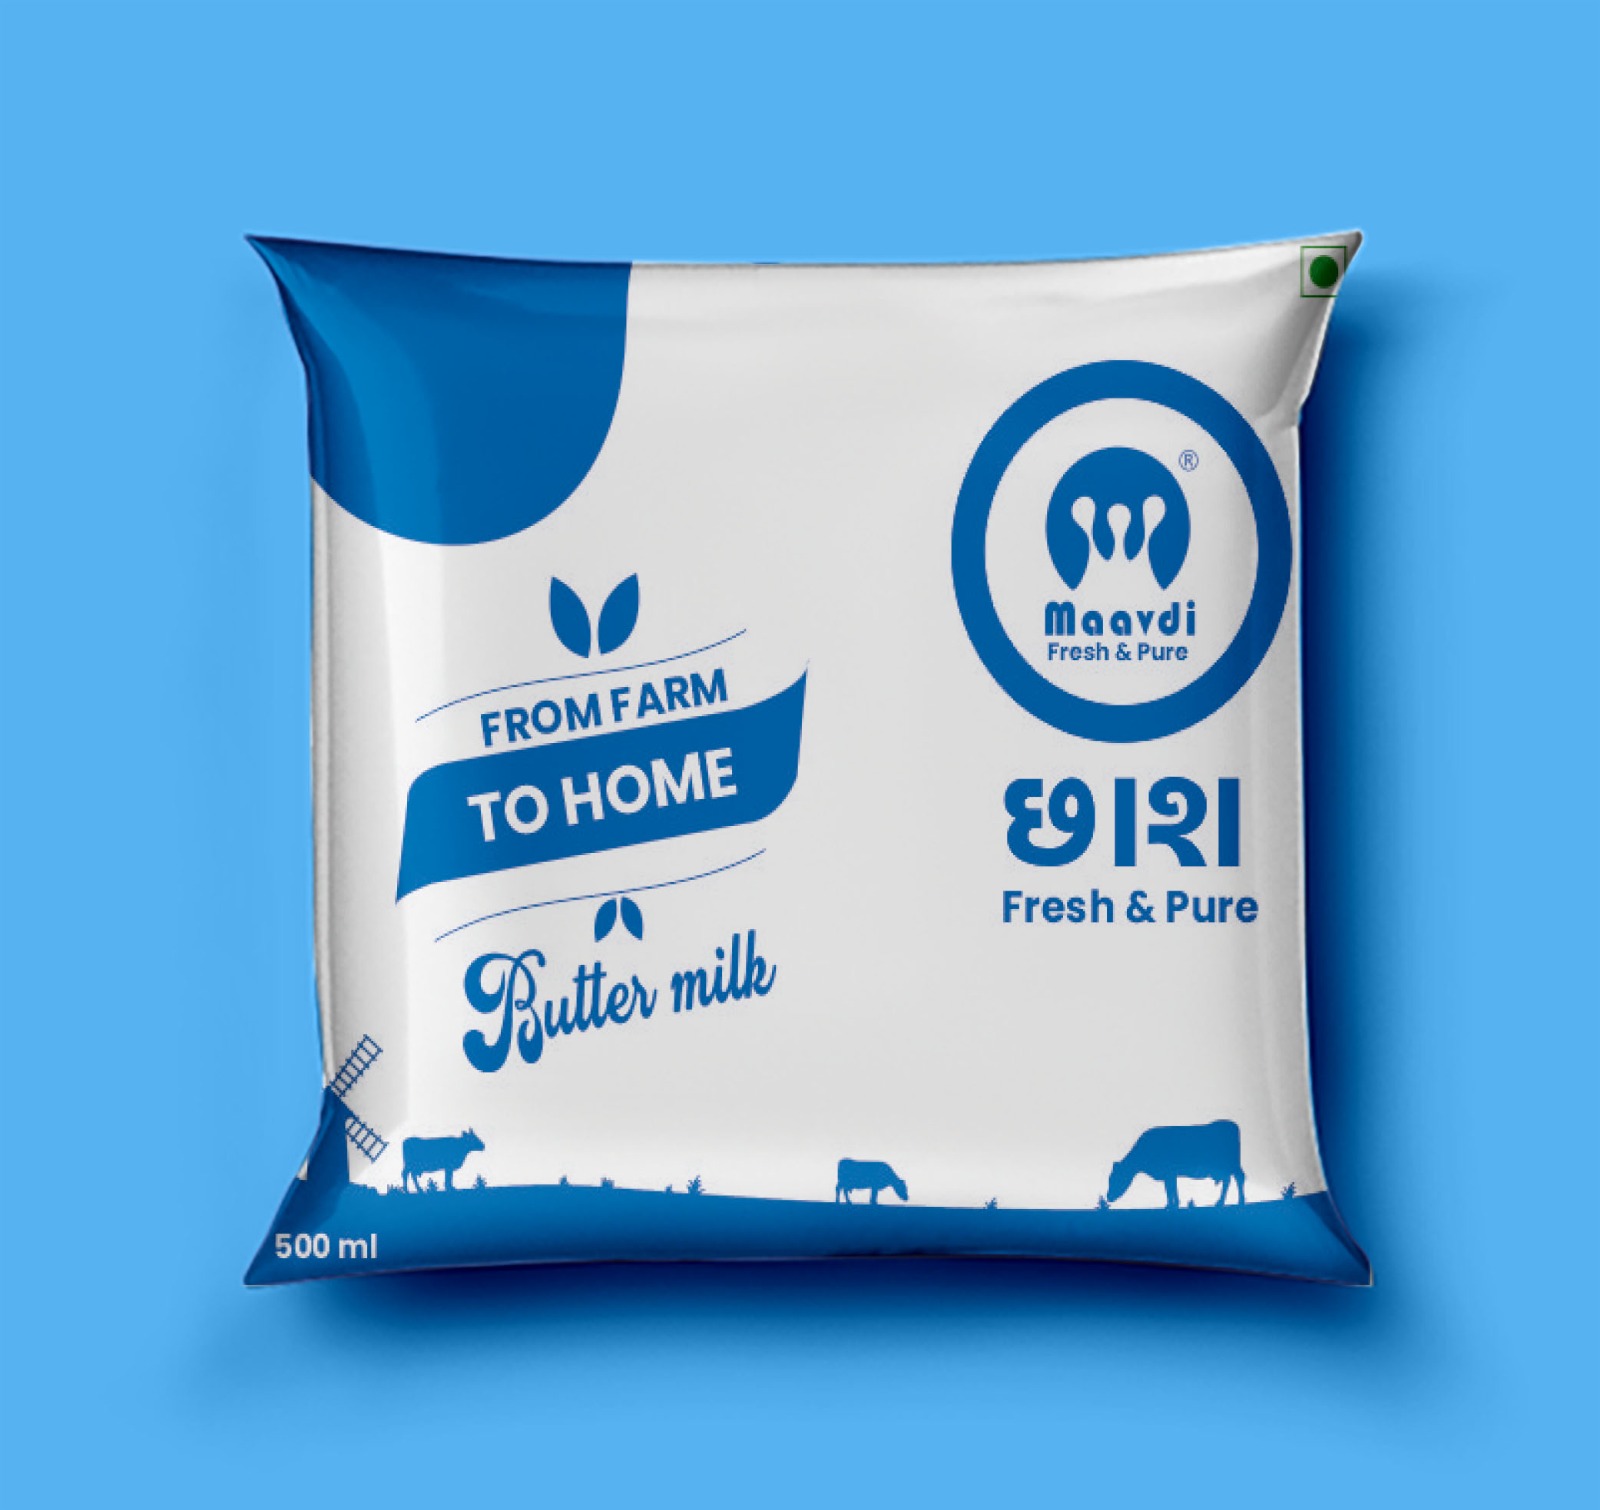 FROM FARM
TO HOME
Butter milk
®
Maavdi
Fresh & Pure
છાશ
Fresh & Pure
500 ml